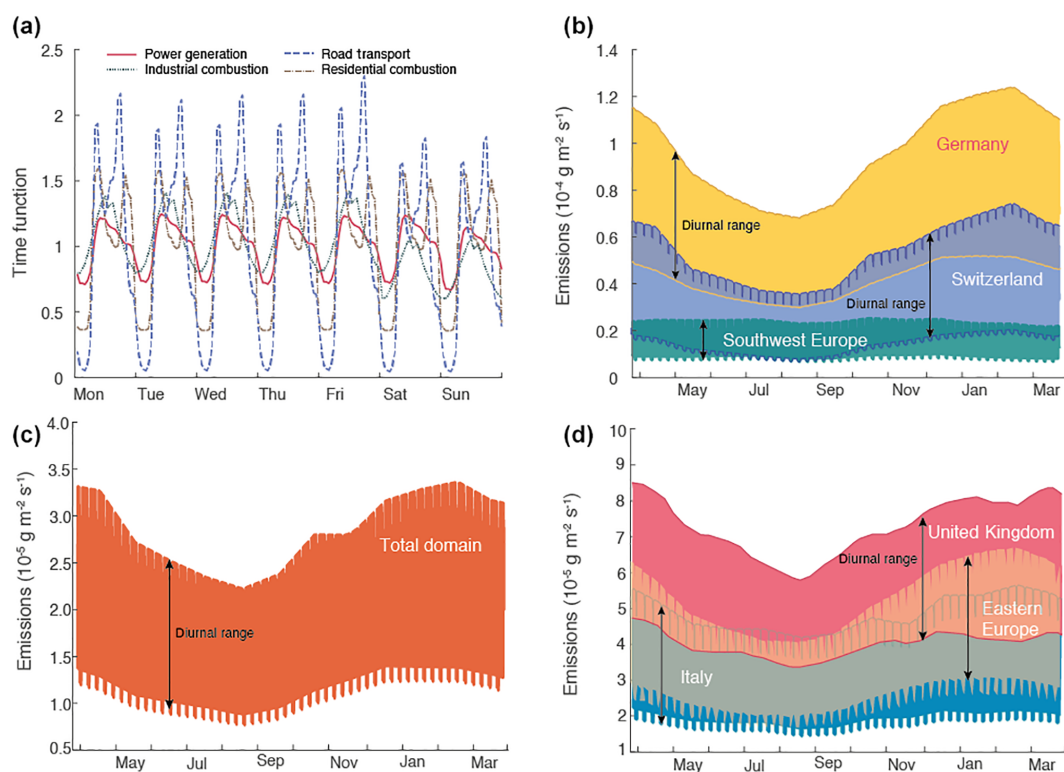 (a)
Power generation
Industrial combustion
Road transport
Residential combustion
Time function
2.5
2
1.5
1
0.5
0
Mon Tue Wed Thu Fri Sat Sun
(b)
Emissions (10⁻⁴ g m⁻² s⁻¹)
1.4
1.2
1.0
0.8
0.6
0.4
0.2
0
Germany
Diurnal range
Switzerland
Diurnal range
Southwest Europe
May Jul Sep Nov Jan Mar
(c)
Emissions (10⁻⁵ g m⁻² s⁻¹)
4.0
3.5
3.0
2.5
2.0
1.5
1.0
0.5
Total domain
Diurnal range
May Jul Sep Nov Jan Mar
(d)
Emissions (10⁻⁵ g m⁻² s⁻¹)
10
9
8
7
6
5
4
3
2
1
United Kingdom
Diurnal range
Eastern
Europe
Italy
May Jul Sep Nov Jan Mar